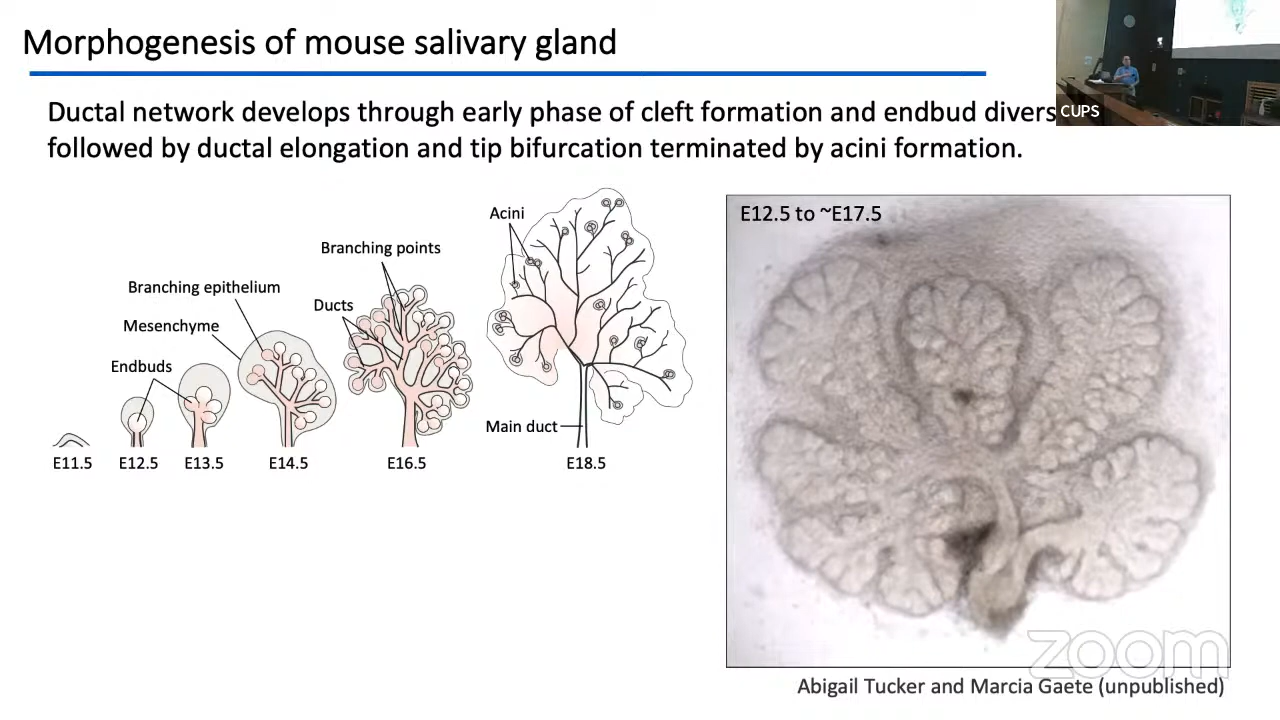 Morphogenesis of mouse salivary gland
CUPS
Ductal network develops through early phase of cleft formation and endbud
followed by ductal elongation and tip bifurcation terminated by acini formation.
E12.5 to ~E17.5
Acini
Branching points
Branching epithelium
Ducts
Mesenchyme
Endbuds
Main duct
E11.5 E12.5 E13.5 E14.5 E16.5 E18.5
zoom
Abigail Tucker and Marcia Gaete (unpublished)